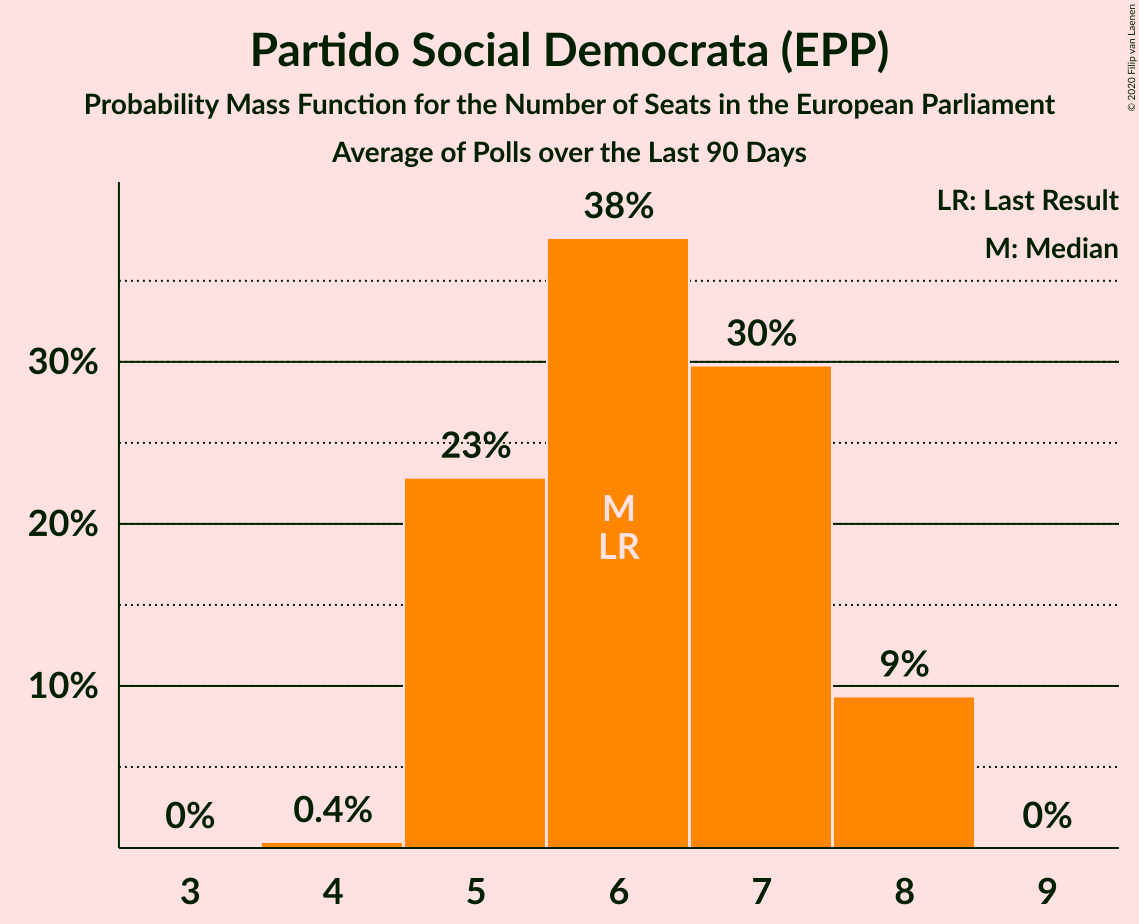 Partido Social Democrata (EPP)
Probability Mass Function for the Number of Seats in the European Parliament
Average of Polls over the Last 90 Days
© 2020 Filip van Laenen
LR: Last Result
M: Median
38%
30%
30%
23%
20%
M
LR
10%
9%
0%
0.4%
0%
3
4
5
6
7
8
9